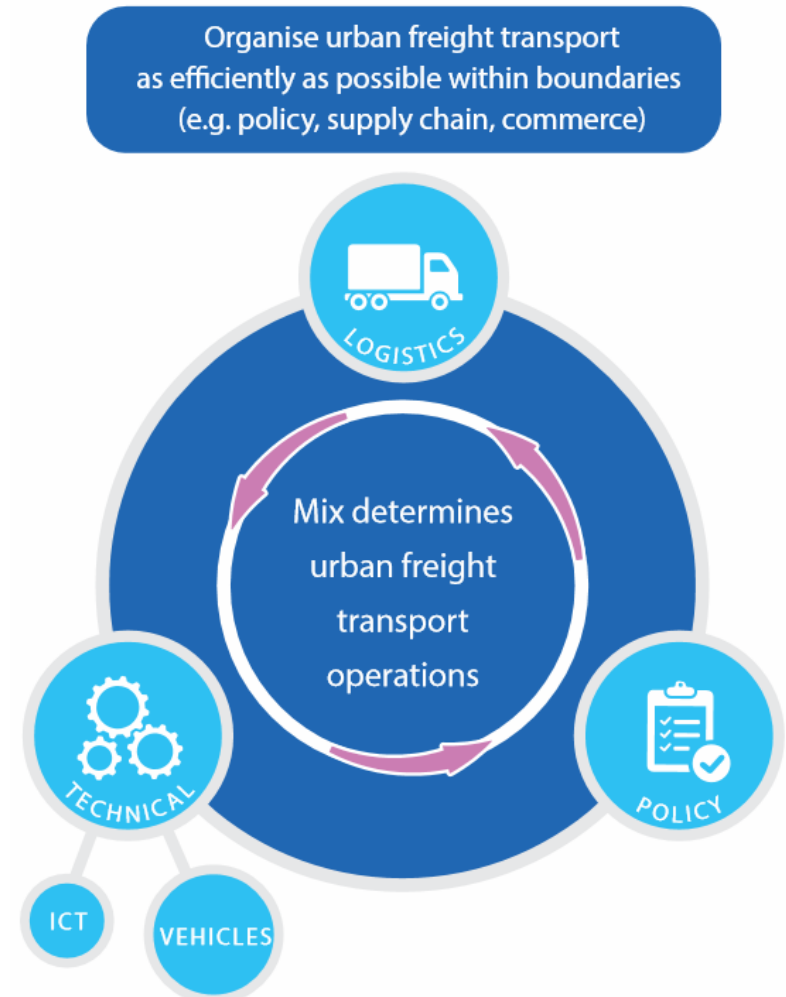 Organise urban freight transport
as efficiently as possible within boundaries
(e.g. policy, supply chain, commerce)
LOGISTICS
Mix determines
urban freight
transport
operations
TECHNICAL
POLICY
ICT
VEHICLES